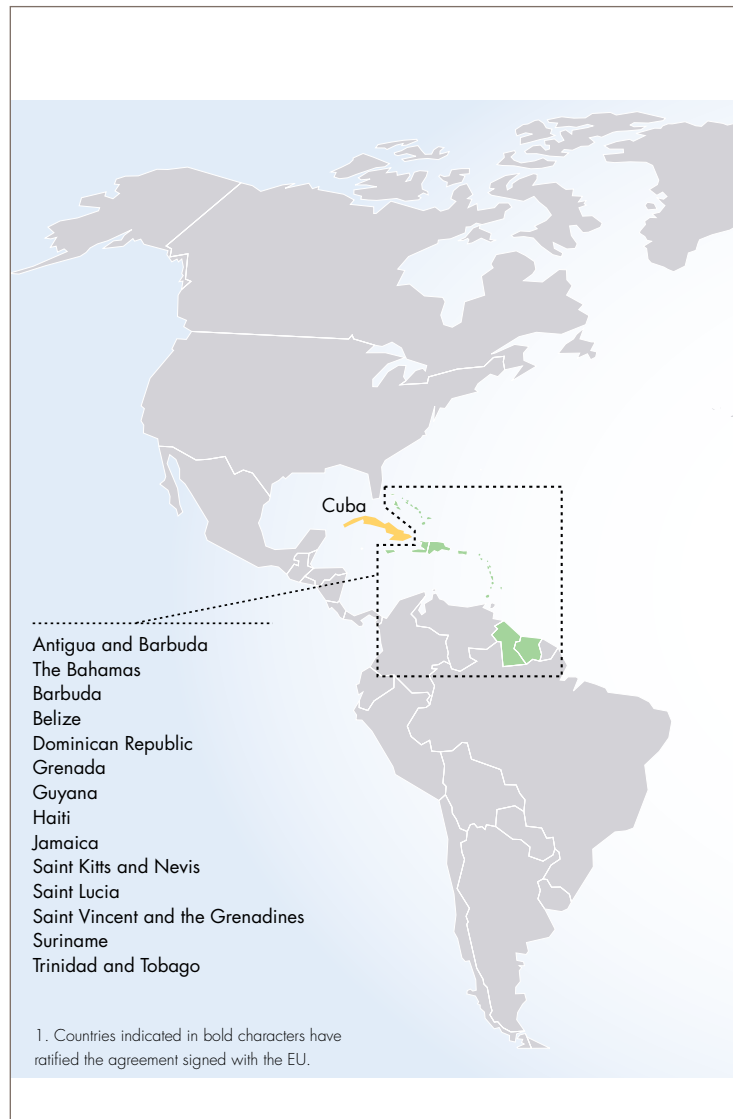 Cuba
Antigua and Barbuda
The Bahamas
Barbuda
Belize
Dominican Republic
Grenada
Guyana
Haiti
Jamaica
Saint Kitts and Nevis
Saint Lucia
Saint Vincent and the Grenadines
Suriname
Trinidad and Tobago
1. Countries indicated in bold characters have
ratified the agreement signed with the EU.